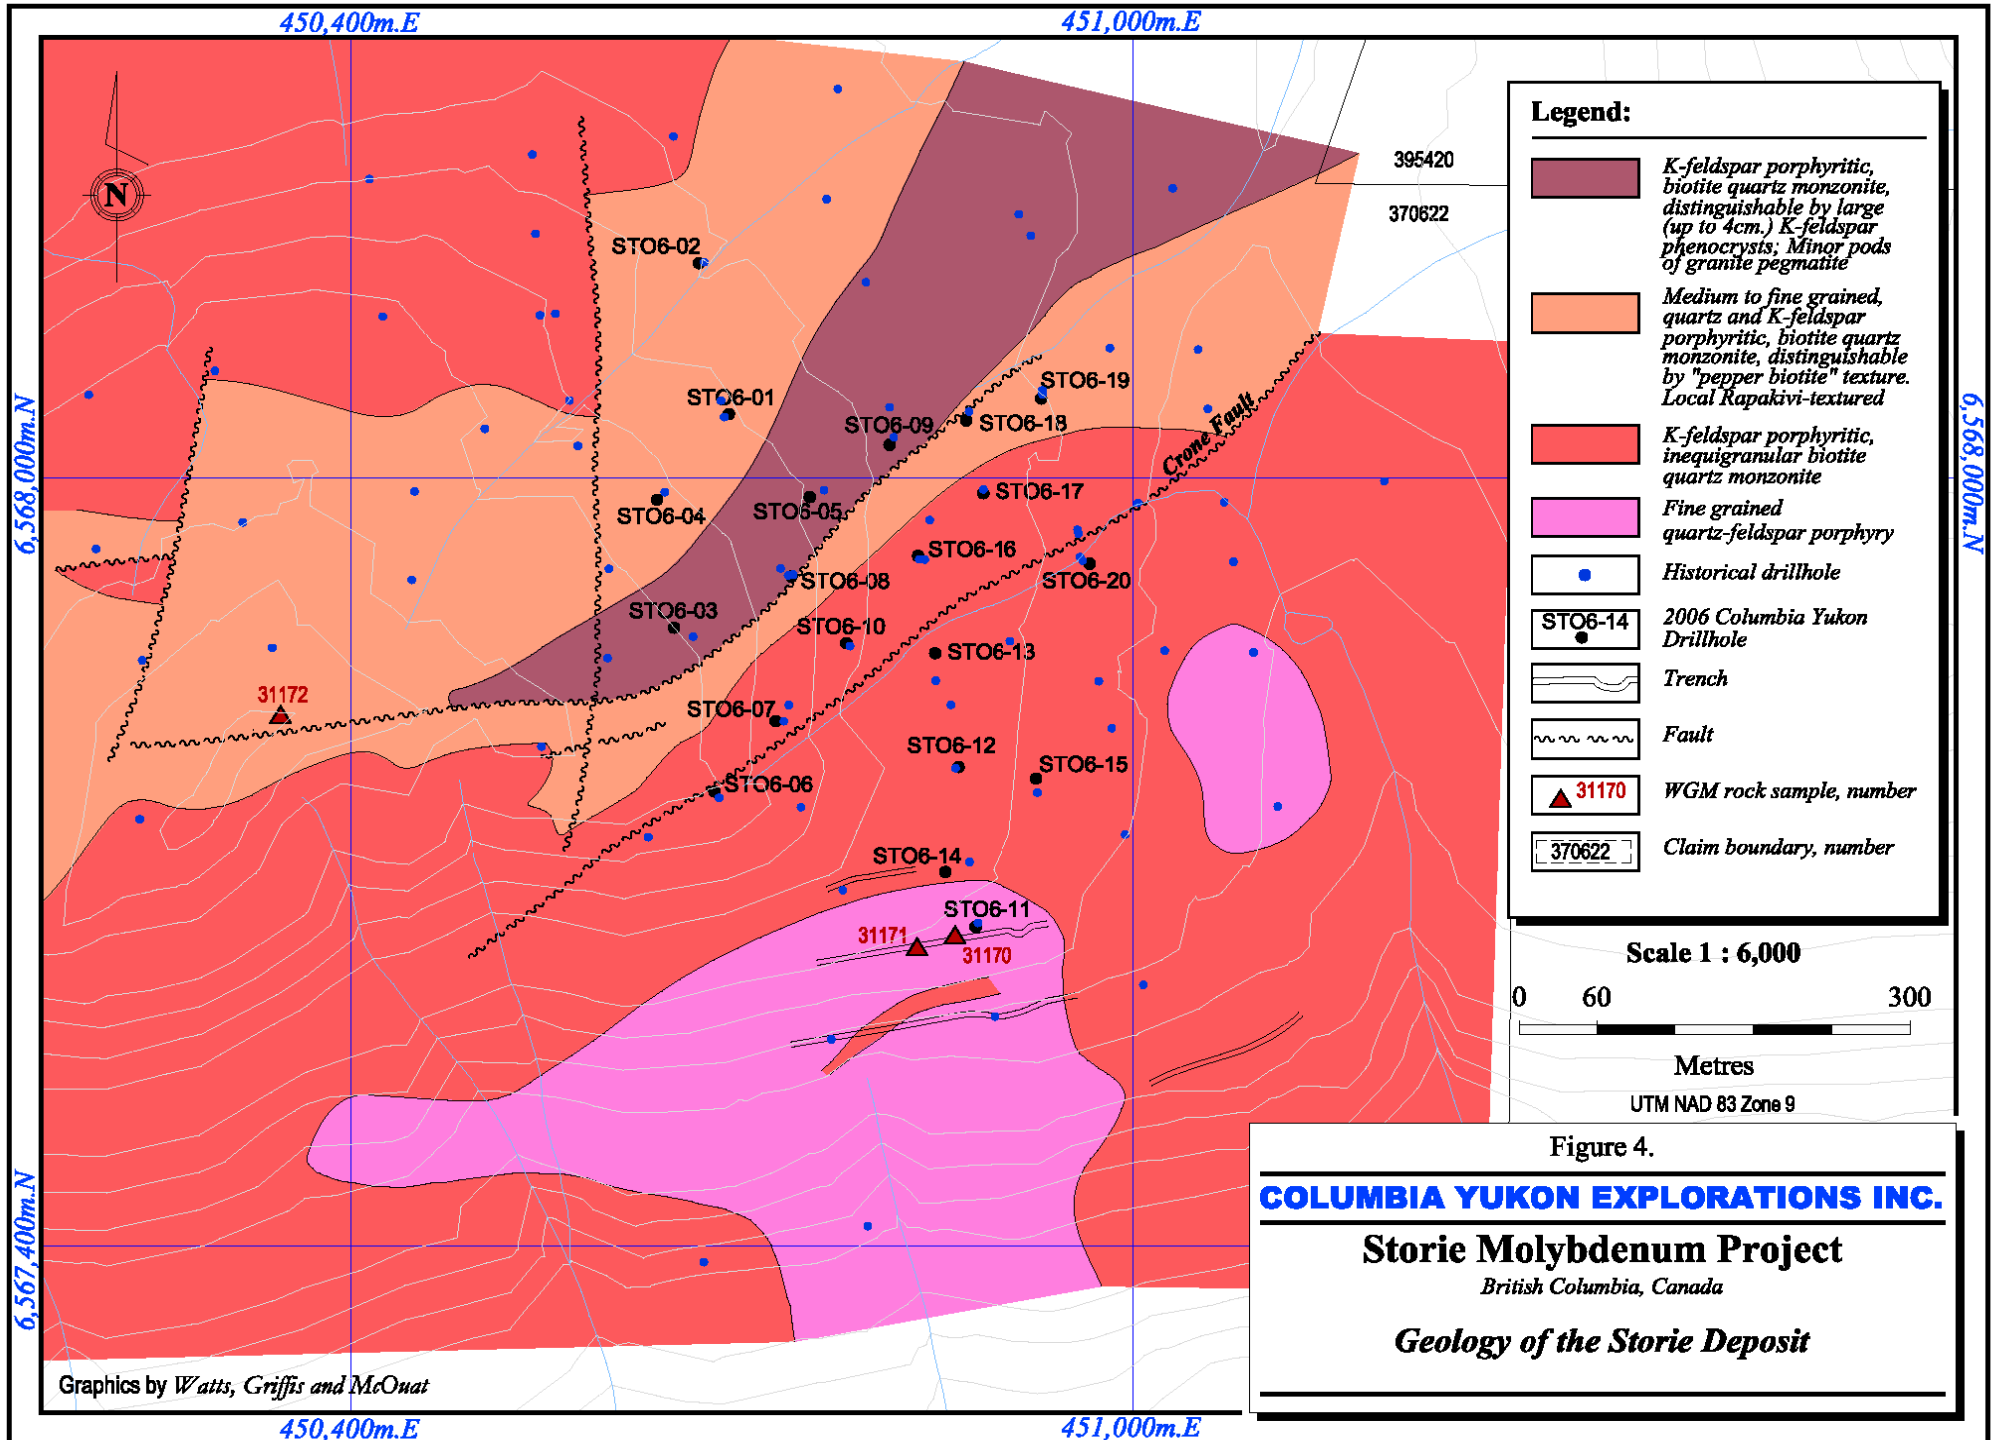 450,400m.E
451,000m.E
6,568,000m.N
6,568,000m.N
6,567,400m.N
450,400m.E
451,000m.E
N
395420
370622
STO6-02
STO6-01
STO6-19
STO6-18
STO6-09
Crone Fault
STO6-17
STO6-05
STO6-04
STO6-16
STO6-08
STO6-20
STO6-03
STO6-10
STO6-13
31172
STO6-07
STO6-12
STO6-15
STO6-06
STO6-14
STO6-11
31171
31170
Legend:
K-feldspar porphyritic,
biotite quartz monzonite,
distinguishable by large
(up to 4cm.) K-feldspar
phenocrysts; Minor pods
of granite pegmatite
Medium to fine grained,
quartz and K-feldspar
porphyritic, biotite quartz
monzonite, distinguishable
by "pepper biotite" texture.
Local Rapakivi-textured
K-feldspar porphyritic,
inequigranular biotite
quartz monzonite
Fine grained
quartz-feldspar porphyry
Historical drillhole
STO6-14
2006 Columbia Yukon
Drillhole
Trench
Fault
31170
WGM rock sample, number
370622
Claim boundary, number
Scale 1 : 6,000
0 60 300
Metres
UTM NAD 83 Zone 9
Figure 4.
COLUMBIA YUKON EXPLORATIONS INC.
Storie Molybdenum Project
British Columbia, Canada
Geology of the Storie Deposit
Graphics by Watts, Griffis and McOuat